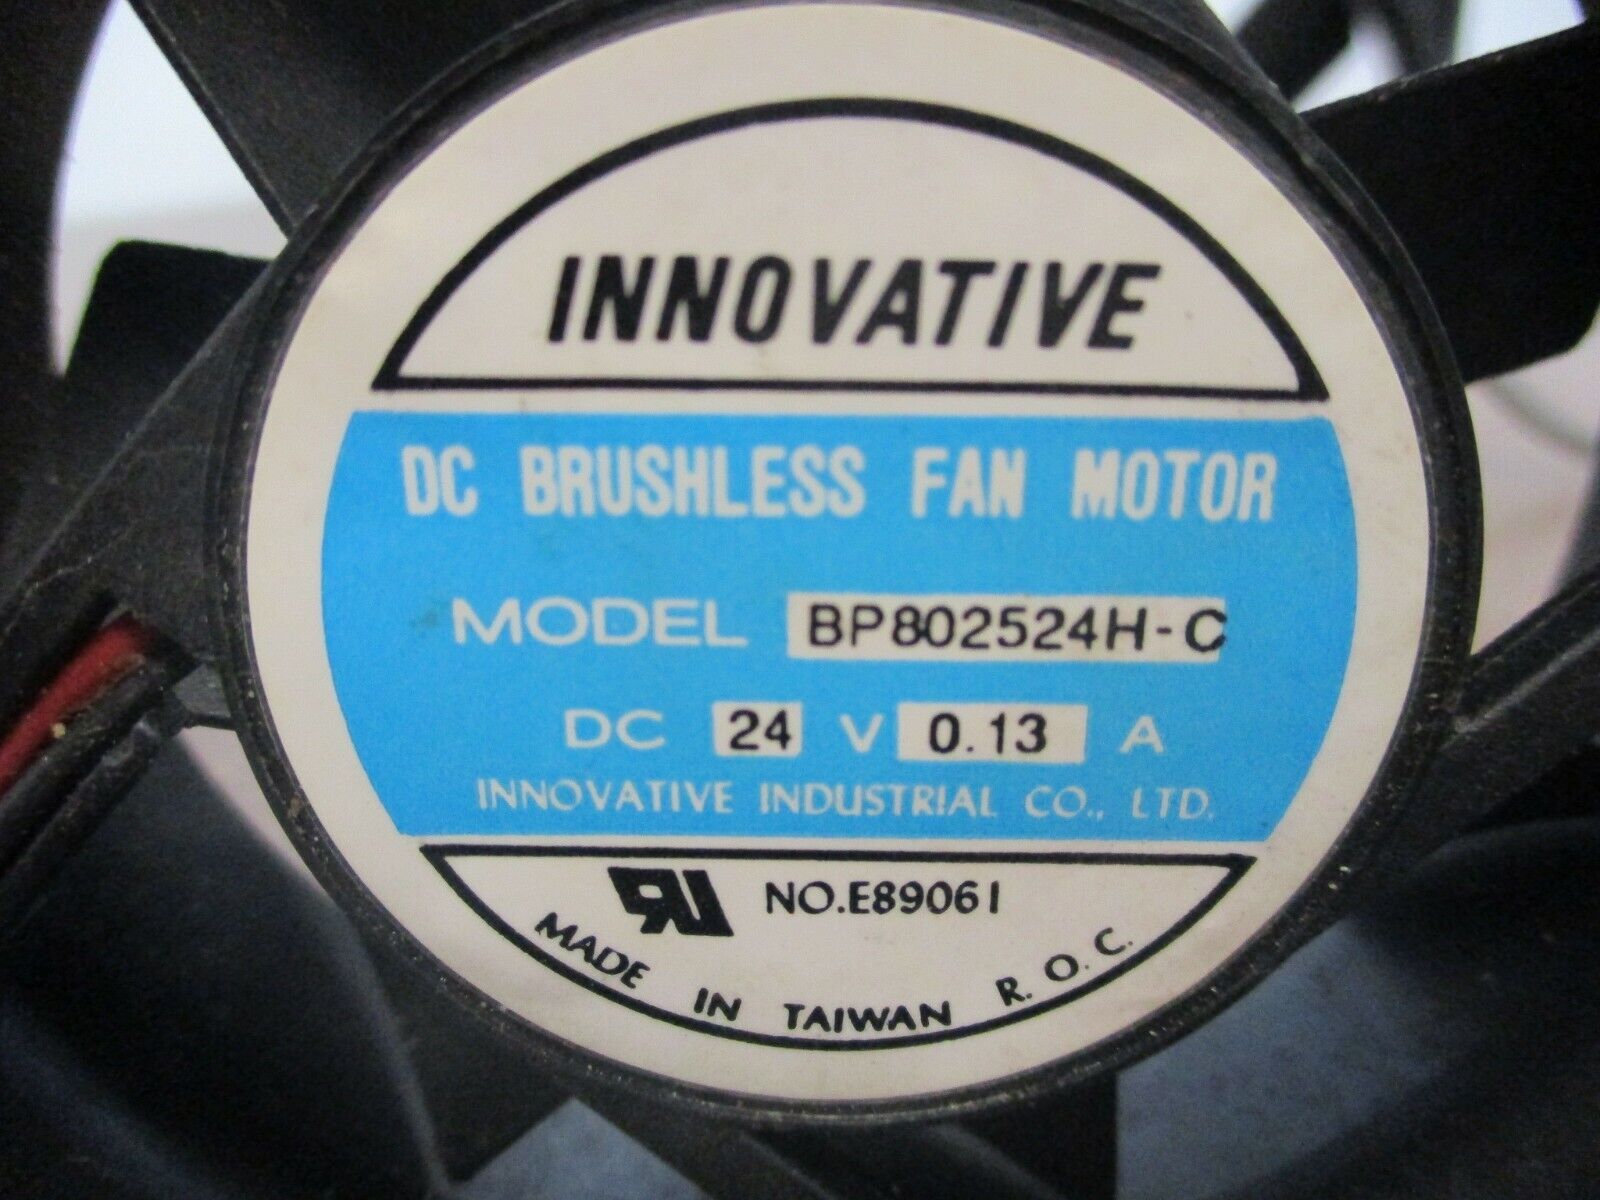 INNOVATIVE
DC BRUSHLESS FAN MOTOR
MODEL BP802524H-C
DC 24 V 0.13 A
INNOVATIVE INDUSTRIAL CO., LTD.
RU NO.E89061
MADE IN TAIWAN R.O.C.